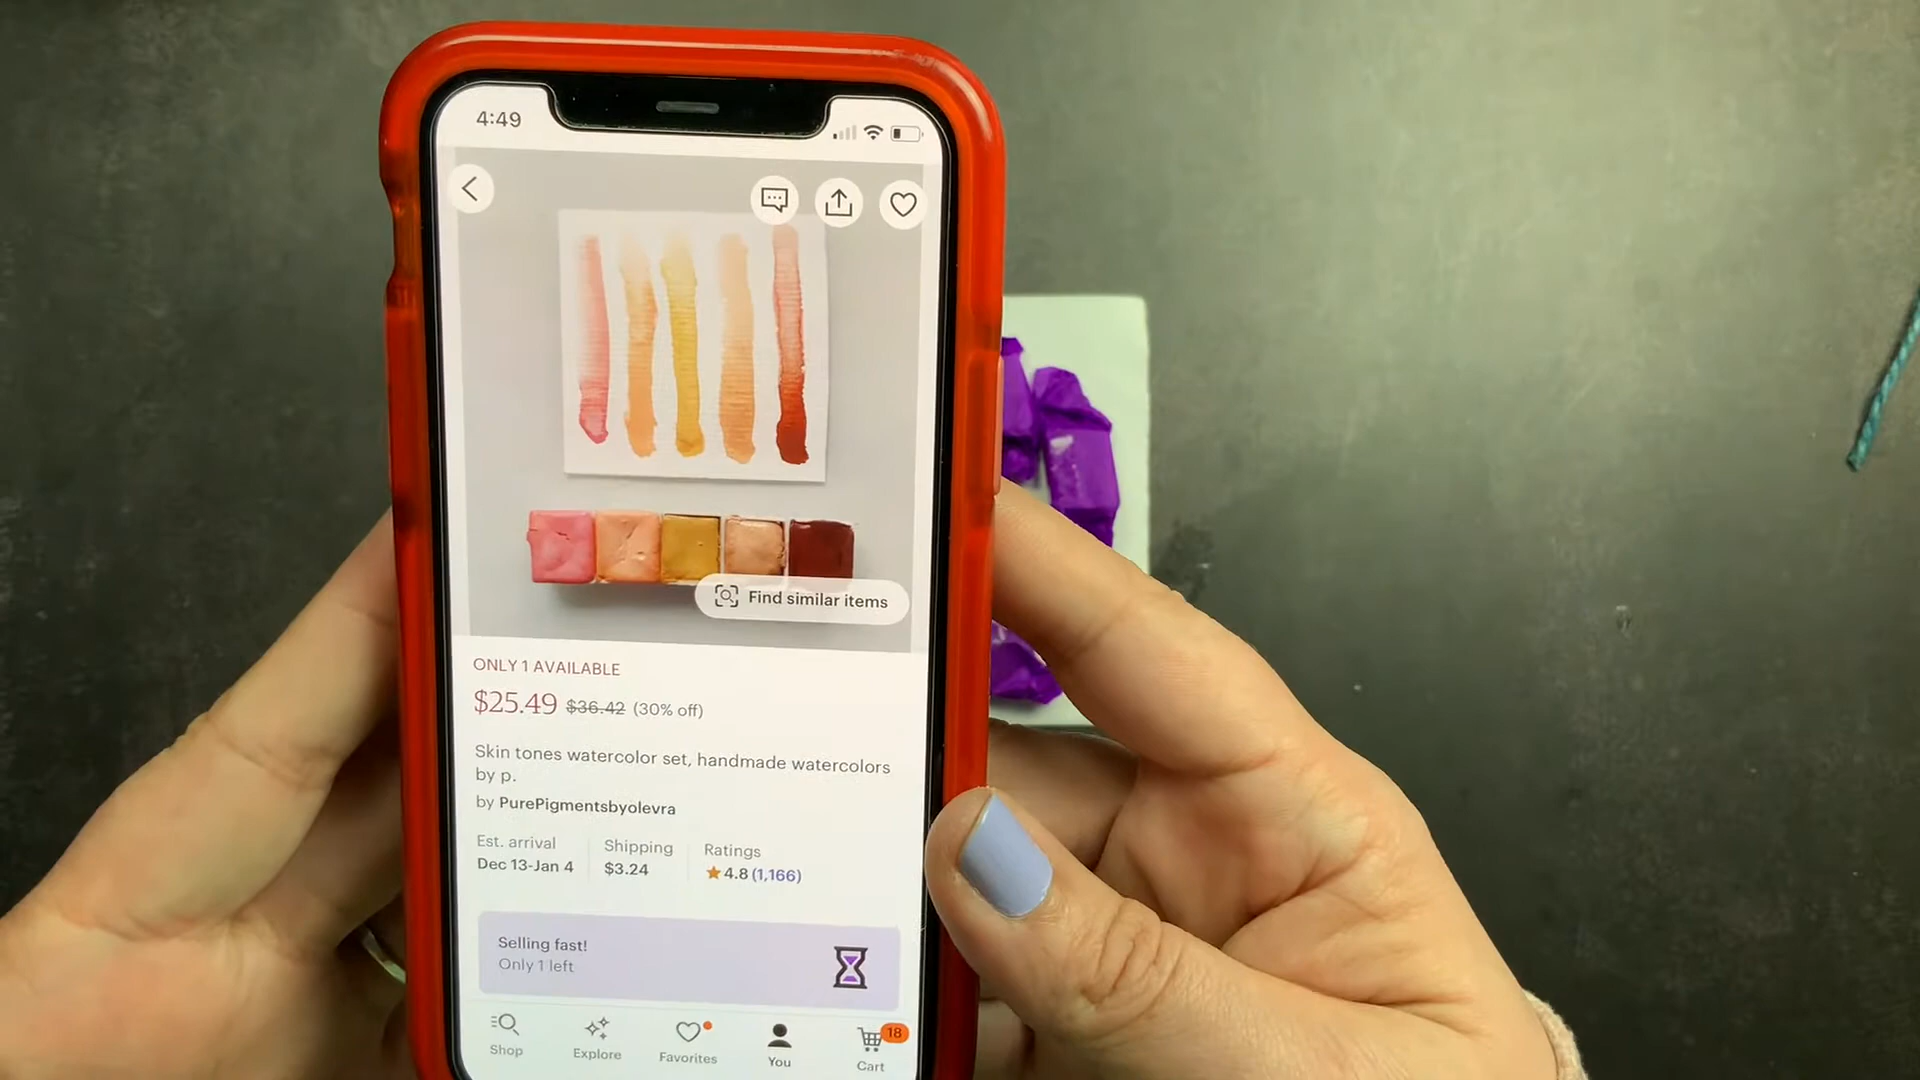 4:49
Find similar items
ONLY 1 AVAILABLE
$25.49 $36.42 (30% off)
Skin tones watercolor set, handmade watercolors
by p.
by PurePigmentsbyolevra
Est. arrival
Dec 13-Jan 4
Shipping
$3.24
Ratings
4.8 (1,166)
Selling fast!
Only 1 left
Shop
Explore
Favorites
You
18
Cart